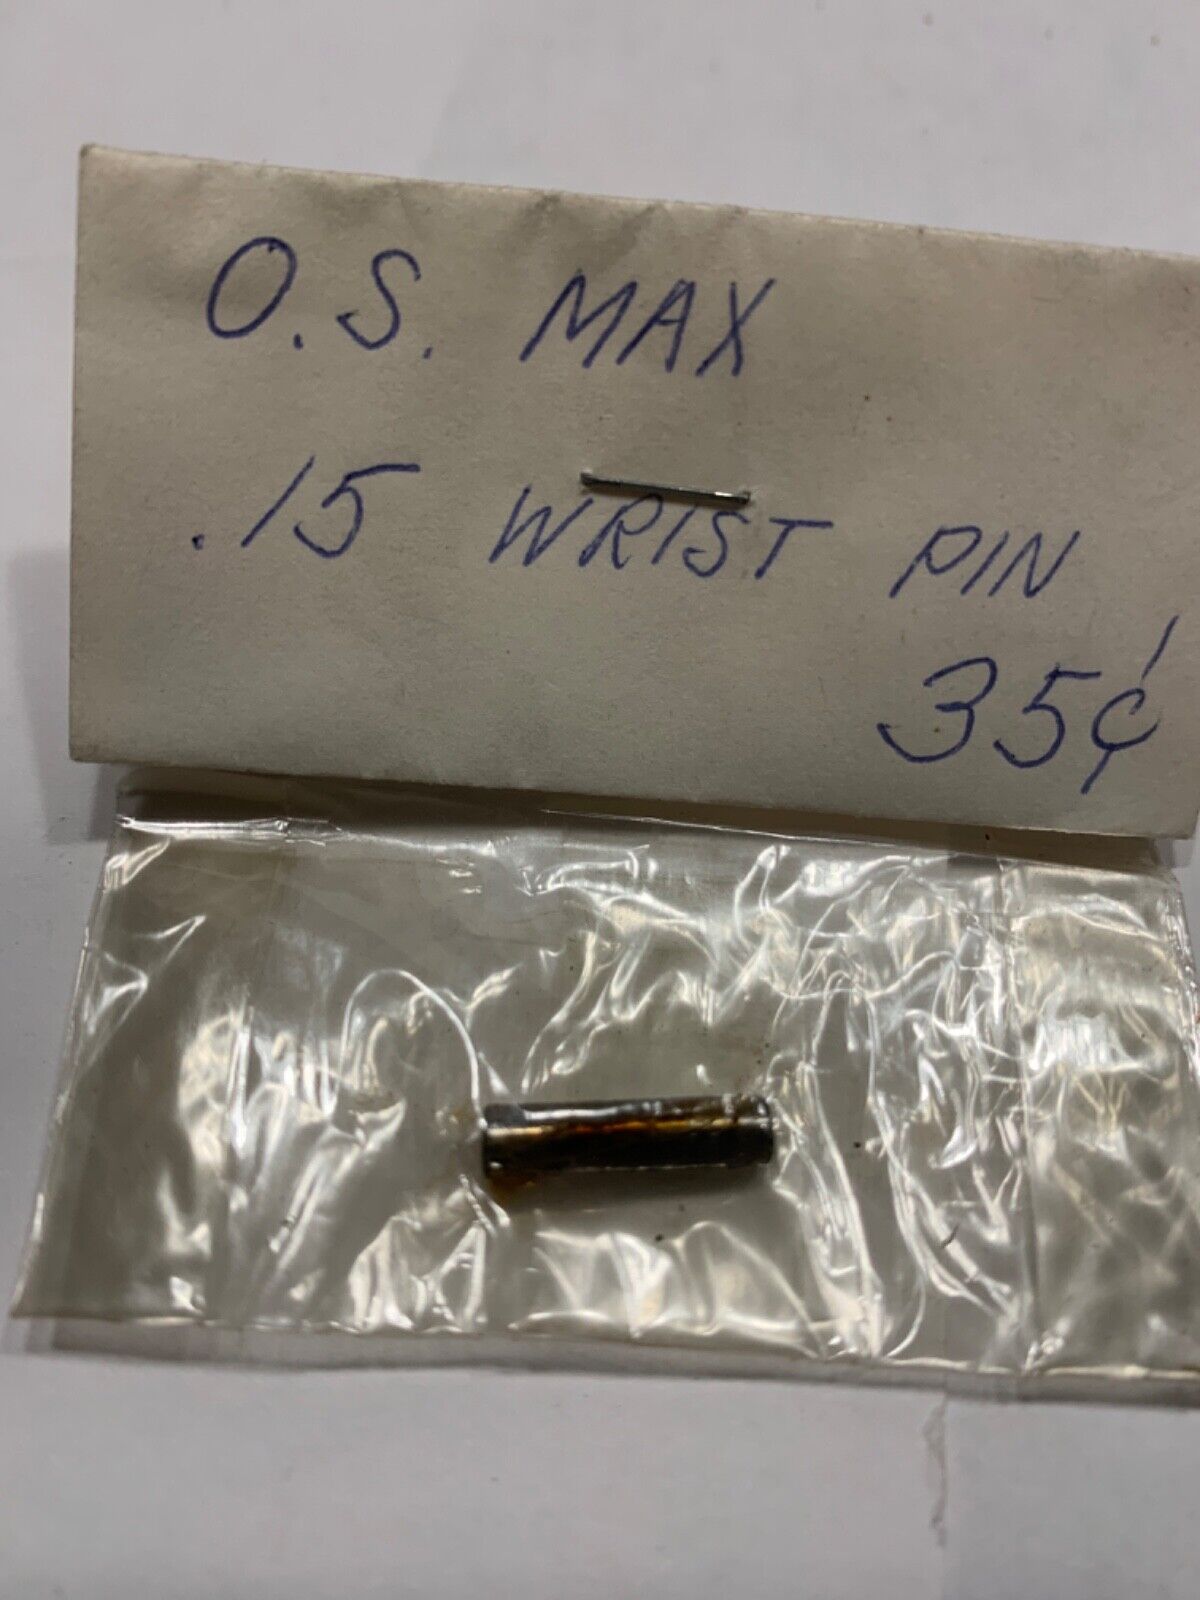 O.S. MAX
.15 WRIST PIN
35¢